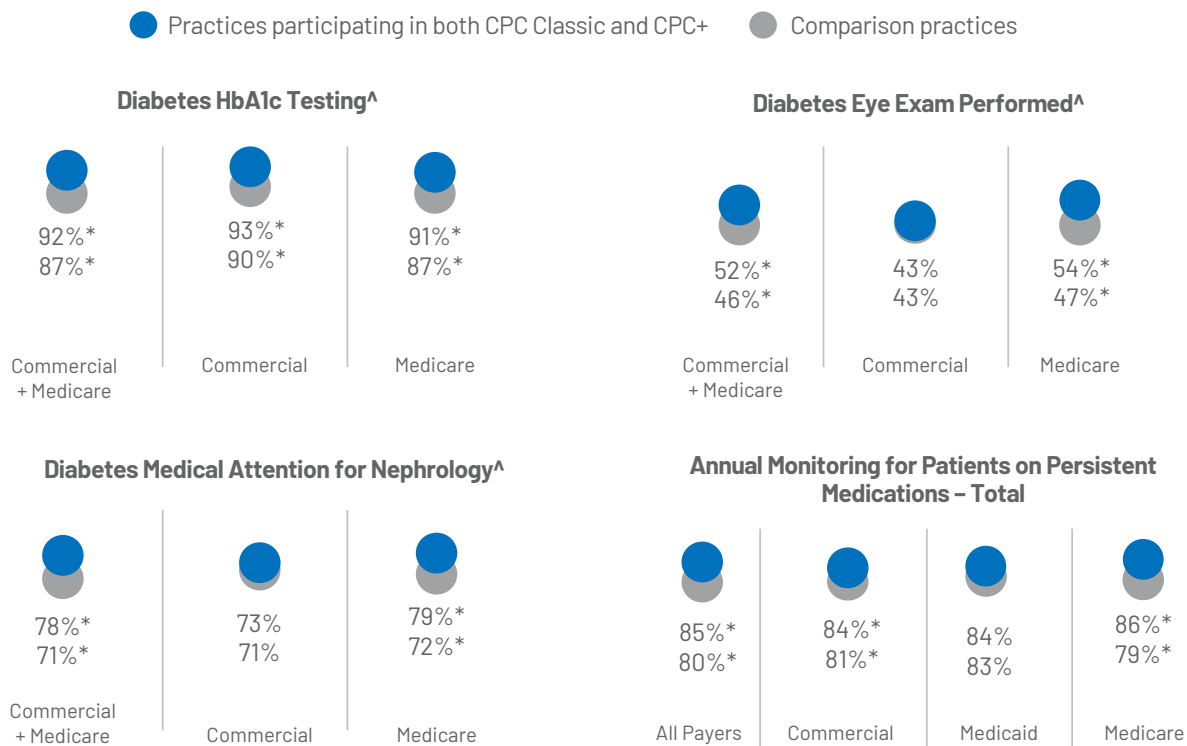 Practices participating in both CPC Classic and CPC+
Comparison practices
Diabetes HbA1c Testing^
92%*
87%*
Commercial
+ Medicare
93%*
90%*
Commercial
91%*
87%*
Medicare
Diabetes Eye Exam Performed^
52%*
46%*
Commercial
+ Medicare
43%
43%
Commercial
54%*
47%*
Medicare
Diabetes Medical Attention for Nephrology^
78%*
71%*
Commercial
+ Medicare
73%
71%
Commercial
79%*
72%*
Medicare
Annual Monitoring for Patients on Persistent
Medications – Total
85%*
80%*
All Payers
84%*
81%*
Commercial
84%
83%
Medicaid
86%*
79%*
Medicare